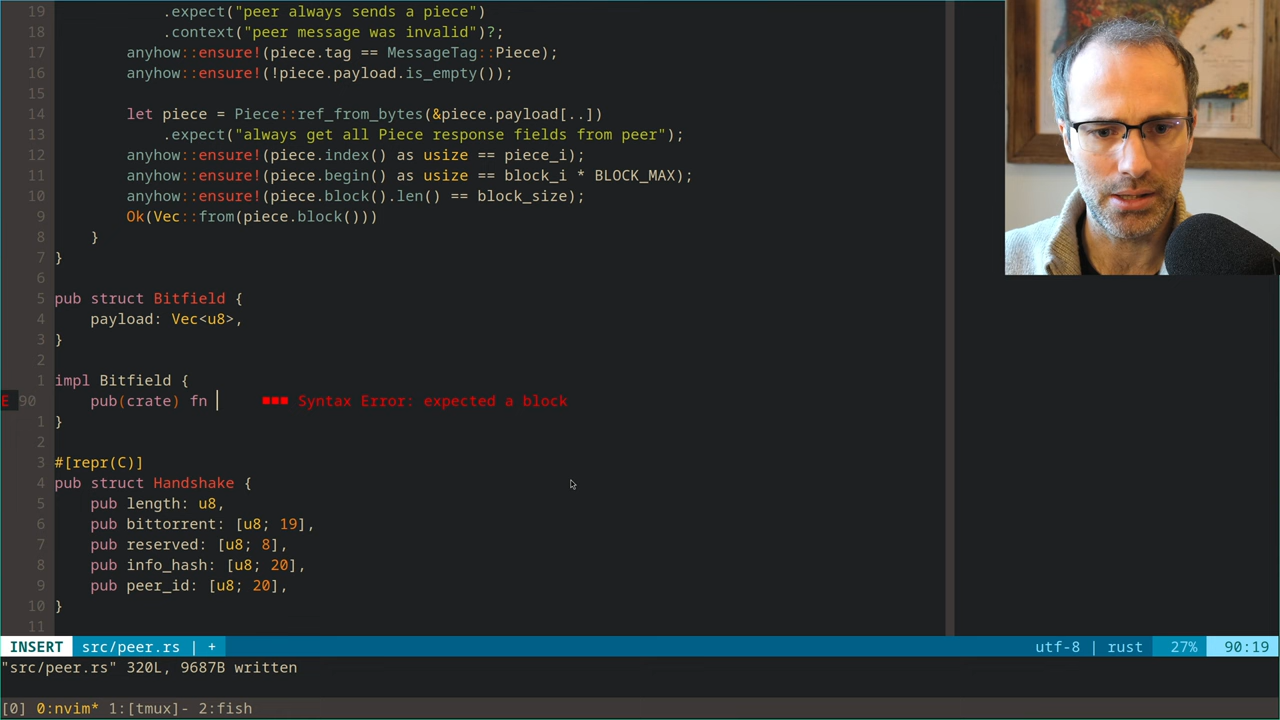 19             .expect("peer always sends a piece")
18             .context("peer message was invalid")?;
17         anyhow::ensure!(piece.tag == MessageTag::Piece);
16         anyhow::ensure!(!piece.payload.is_empty());
15
14         let piece = Piece::ref_from_bytes(&piece.payload[..])
13             .expect("always get all Piece response fields from peer");
12         anyhow::ensure!(piece.index() as usize == piece_i);
11         anyhow::ensure!(piece.begin() as usize == block_i * BLOCK_MAX);
10         anyhow::ensure!(piece.block().len() == block_size);
9         Ok(Vec::from(piece.block()))
8     }
7 }
6
5 pub struct Bitfield {
4     payload: Vec<u8>,
3 }
2
1 impl Bitfield {
E 90     pub(crate) fn      ■■■ Syntax Error: expected a block
1 }
2
3 #[repr(C)]
4 pub struct Handshake {
5     pub length: u8,
6     pub bittorrent: [u8; 19],
7     pub reserved: [u8; 8],
8     pub info_hash: [u8; 20],
9     pub peer_id: [u8; 20],
10 }
11
INSERT src/peer.rs | + utf-8 | rust 27% 90:19
"src/peer.rs" 320L, 9687B written
[0] 0:nvim* 1:[tmux]- 2:fish